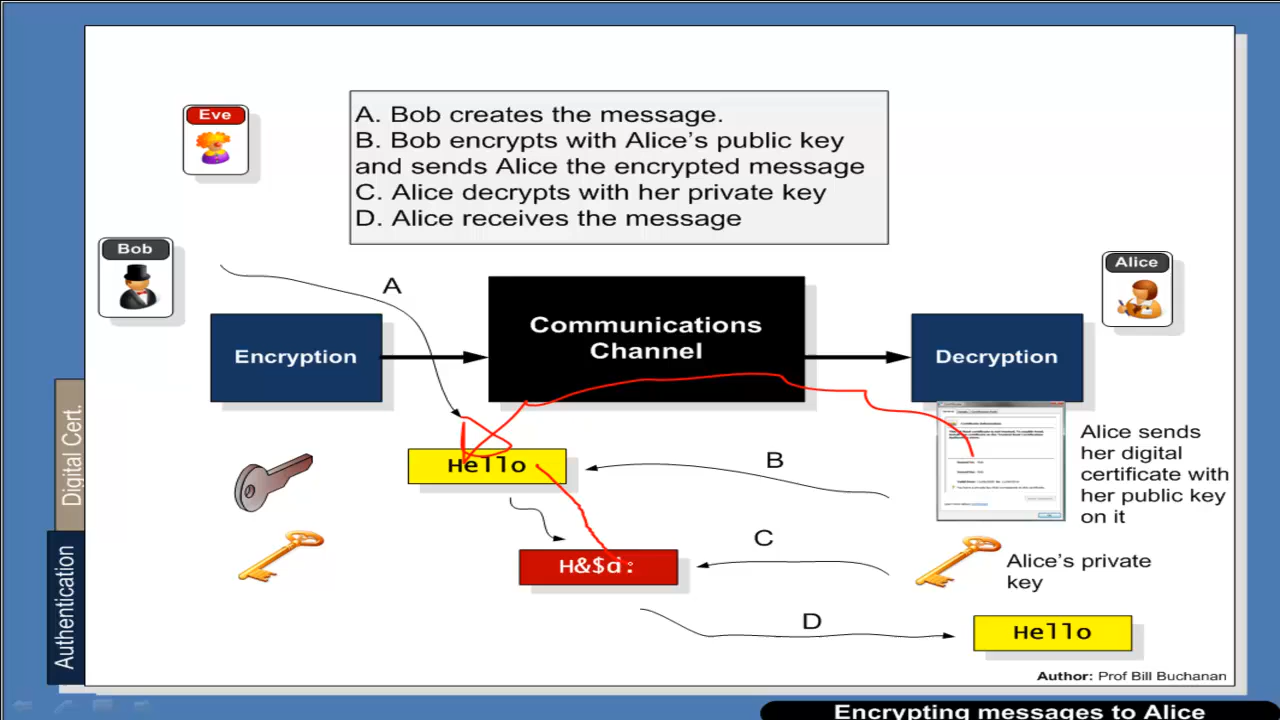 Eve
A. Bob creates the message.
B. Bob encrypts with Alice's public key
and sends Alice the encrypted message
C. Alice decrypts with her private key
D. Alice receives the message
Bob
Alice
A
Encryption
Communications
Channel
Decryption
Digital Cert.
Authentication
Hello
B
Alice sends
her digital
certificate with
her public key
on it
H&$d:
C
Alice's private
key
D
Hello
Author: Prof Bill Buchanan
Encrypting messages to Alice